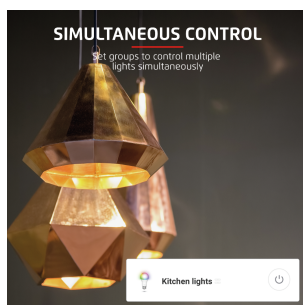 SIMULTANEOUS CONTROL
Set groups to control multiple
lights simultaneously
Kitchen lights